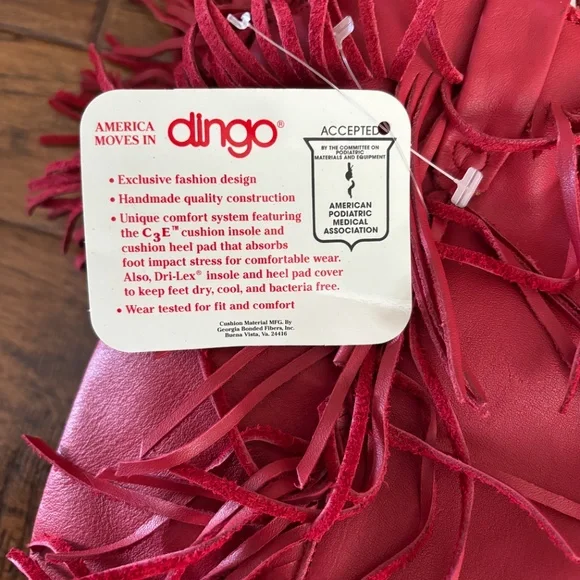 AMERICA
MOVES IN
dingo®
ACCEPTED
BY THE COMMITTEE ON
PODIATRIC
MATERIALS AND EQUIPMENT
AMERICAN
PODIATRIC
MEDICAL
ASSOCIATION
• Exclusive fashion design
• Handmade quality construction
• Unique comfort system featuring
the C3E™ cushion insole and
cushion heel pad that absorbs
foot impact stress for comfortable wear.
Also, Dri-Lex® insole and heel pad cover
to keep feet dry, cool, and bacteria free.
• Wear tested for fit and comfort
Cushion Material MFG. By
Georgia Bonded Fibers, Inc.
Buena Vista, Va. 24416